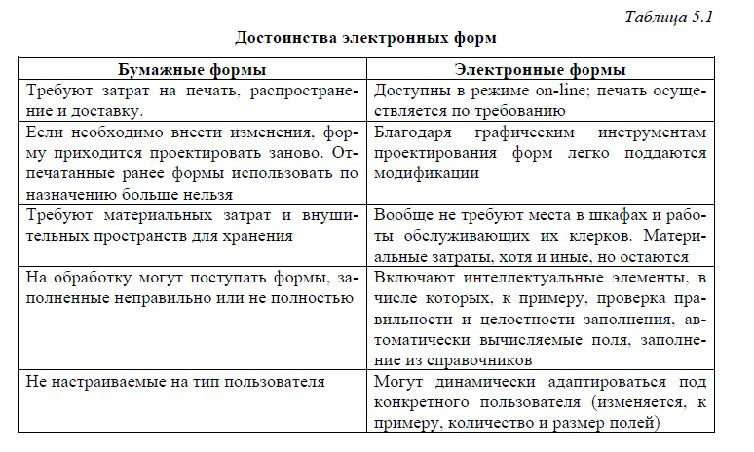 Таблица 5.1
Достоинства электронных форм
Бумажные формы
Электронные формы
Требуют затрат на печать, распростране-
ние и доставку.
Доступны в режиме on-line; печать осуще-
ствляется по требованию
Если необходимо внести изменения, фор-
му приходится проектировать заново. От-
печатанные ранее формы использовать по
назначению больше нельзя
Благодаря графическим инструментам
проектирования форм легко поддаются
модификации
Требуют материальных затрат и внуши-
тельных пространств для хранения
Вообще не требуют места в шкафах и рабо-
ты обслуживающих их клерков. Матери-
альные затраты, хотя и иные, но остаются
На обработку могут поступать формы, за-
полненные неправильно или не полностью
Включают интеллектуальные элементы, в
числе которых, к примеру, проверка пра-
вильности и целостности заполнения, ав-
томатически вычисляемые поля, заполне-
ние из справочников
Не настраиваемые на тип пользователя
Могут динамически адаптироваться под
конкретного пользователя (изменяется, к
примеру, количество и размер полей)